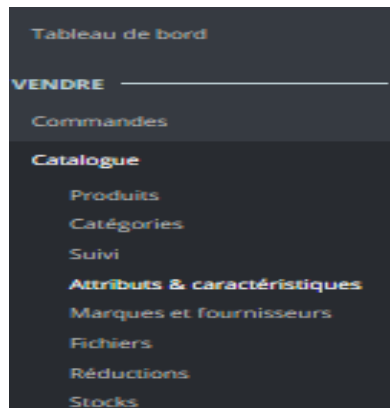 Tableau de bord
VENDRE
Commandes
Catalogue
Produits
Catégories
Suivi
Attributs & caractéristiques
Marques et fournisseurs
Fichiers
Réductions
Stocks